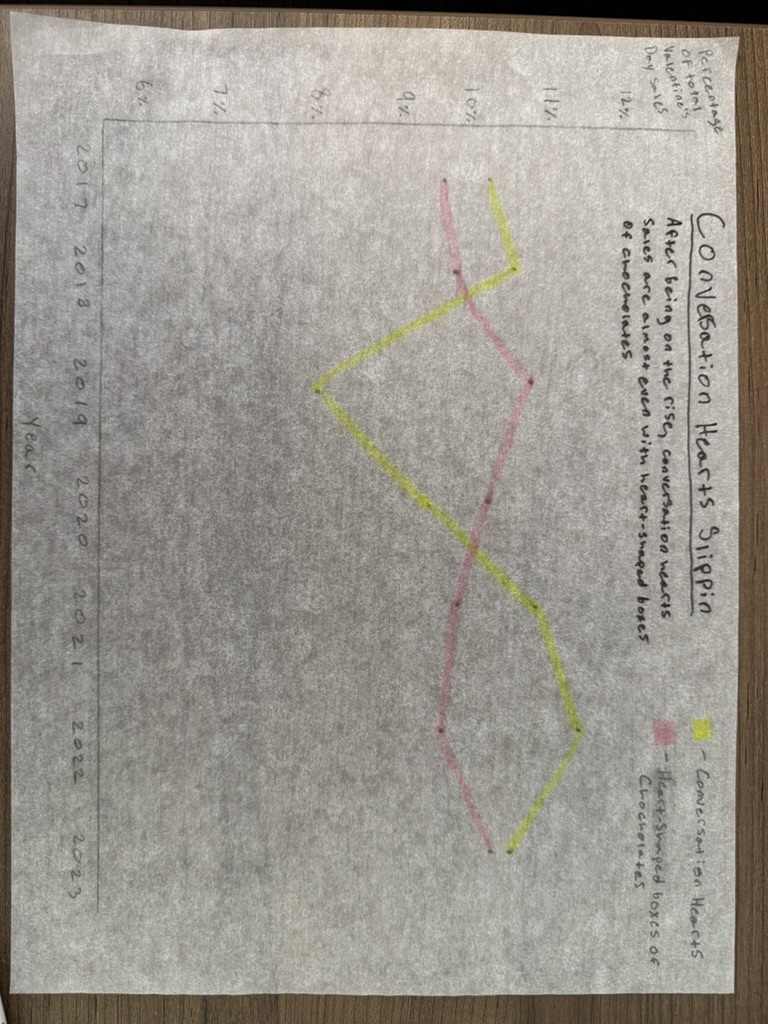 Conversation Hearts Slippin
After being on the rise, conversation hearts
sales are almost even with heart-shaped boxes
of chocholates
- Conversation Hearts
- Heart-shaped boxes of
Chocholates
Percentage
of total
Valentine's
Day sales
12%
11%
10%
9%
8%
7%
6%
2017 2018 2019 2020 2021 2022 2023
Year